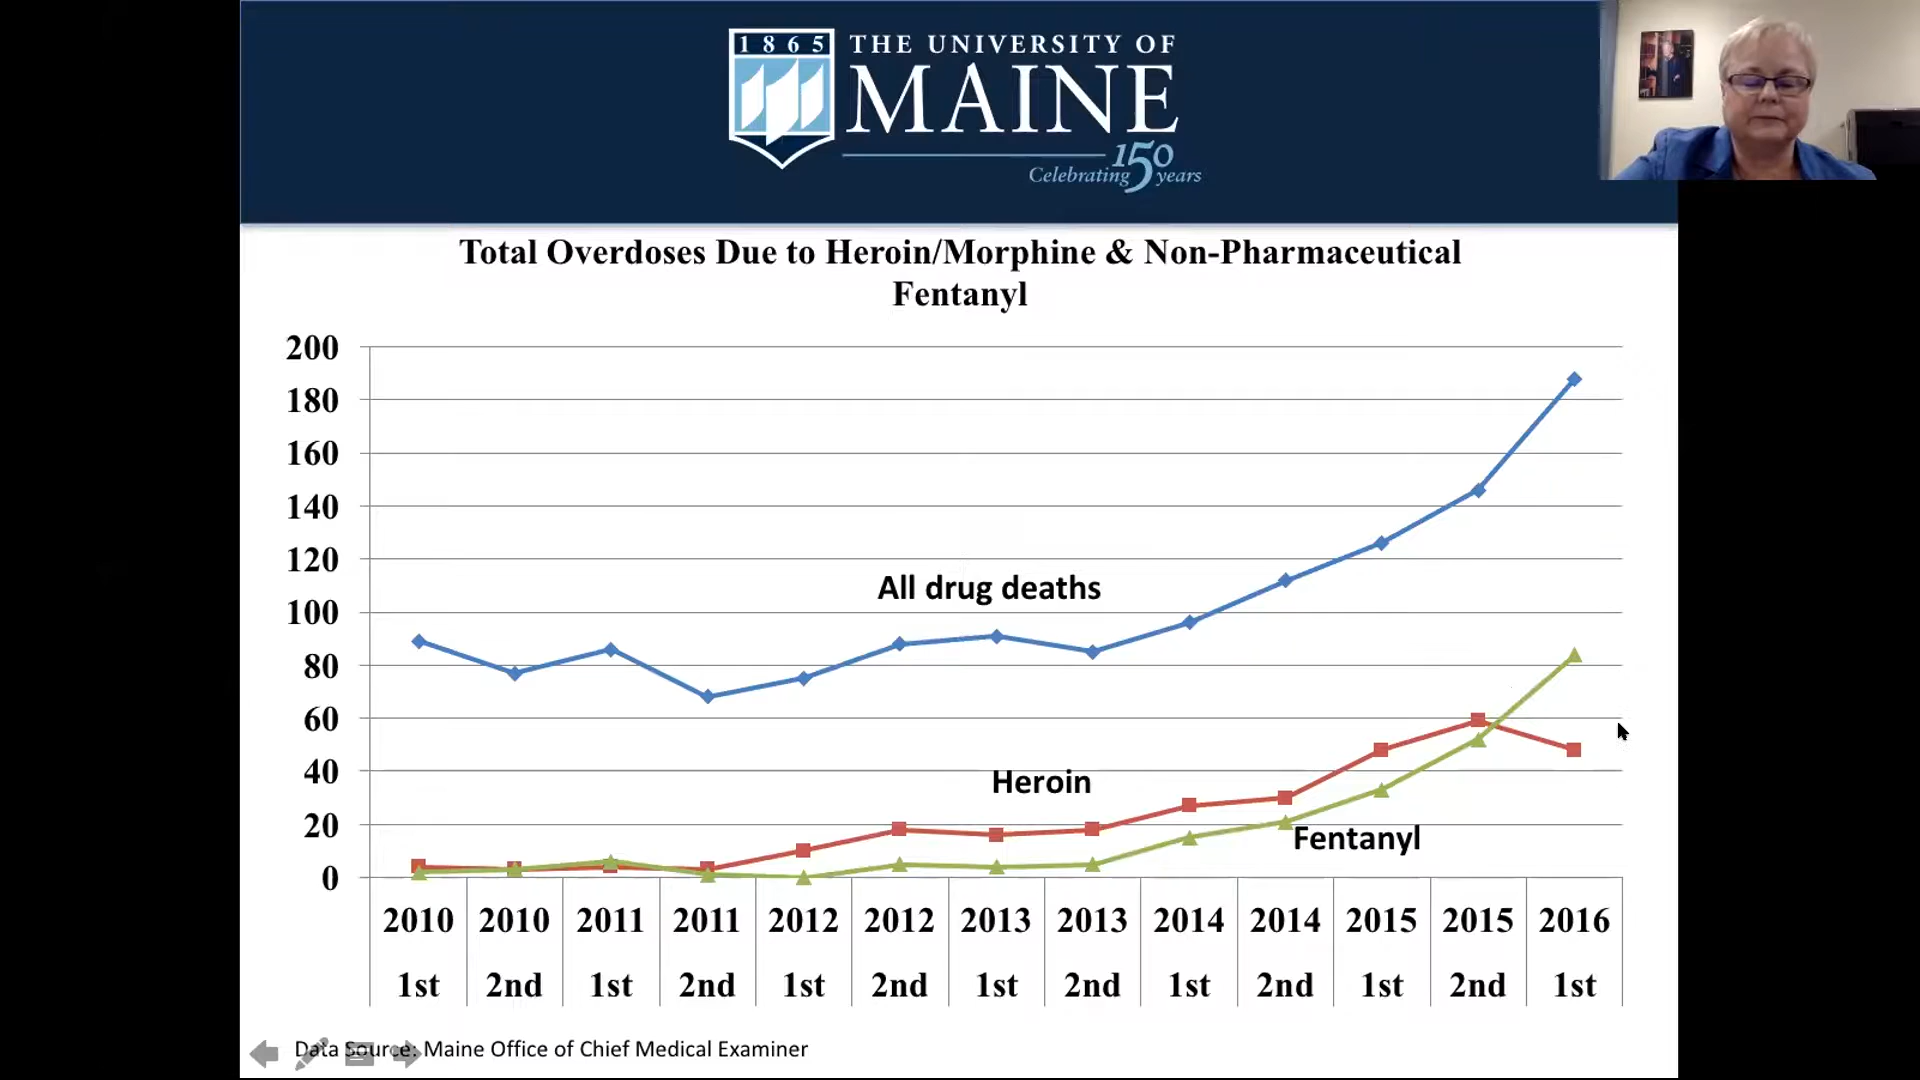 1865 THE UNIVERSITY OF
MAINE
Celebrating 150 years
Total Overdoses Due to Heroin/Morphine & Non-Pharmaceutical
Fentanyl
200
180
160
140
120
100
80
60
40
20
0
All drug deaths
Heroin
Fentanyl
2010 2010 2011 2011 2012 2012 2013 2013 2014 2014 2015 2015 2016
1st 2nd 1st 2nd 1st 2nd 1st 2nd 1st 2nd 1st 2nd 1st
Data Source: Maine Office of Chief Medical Examiner